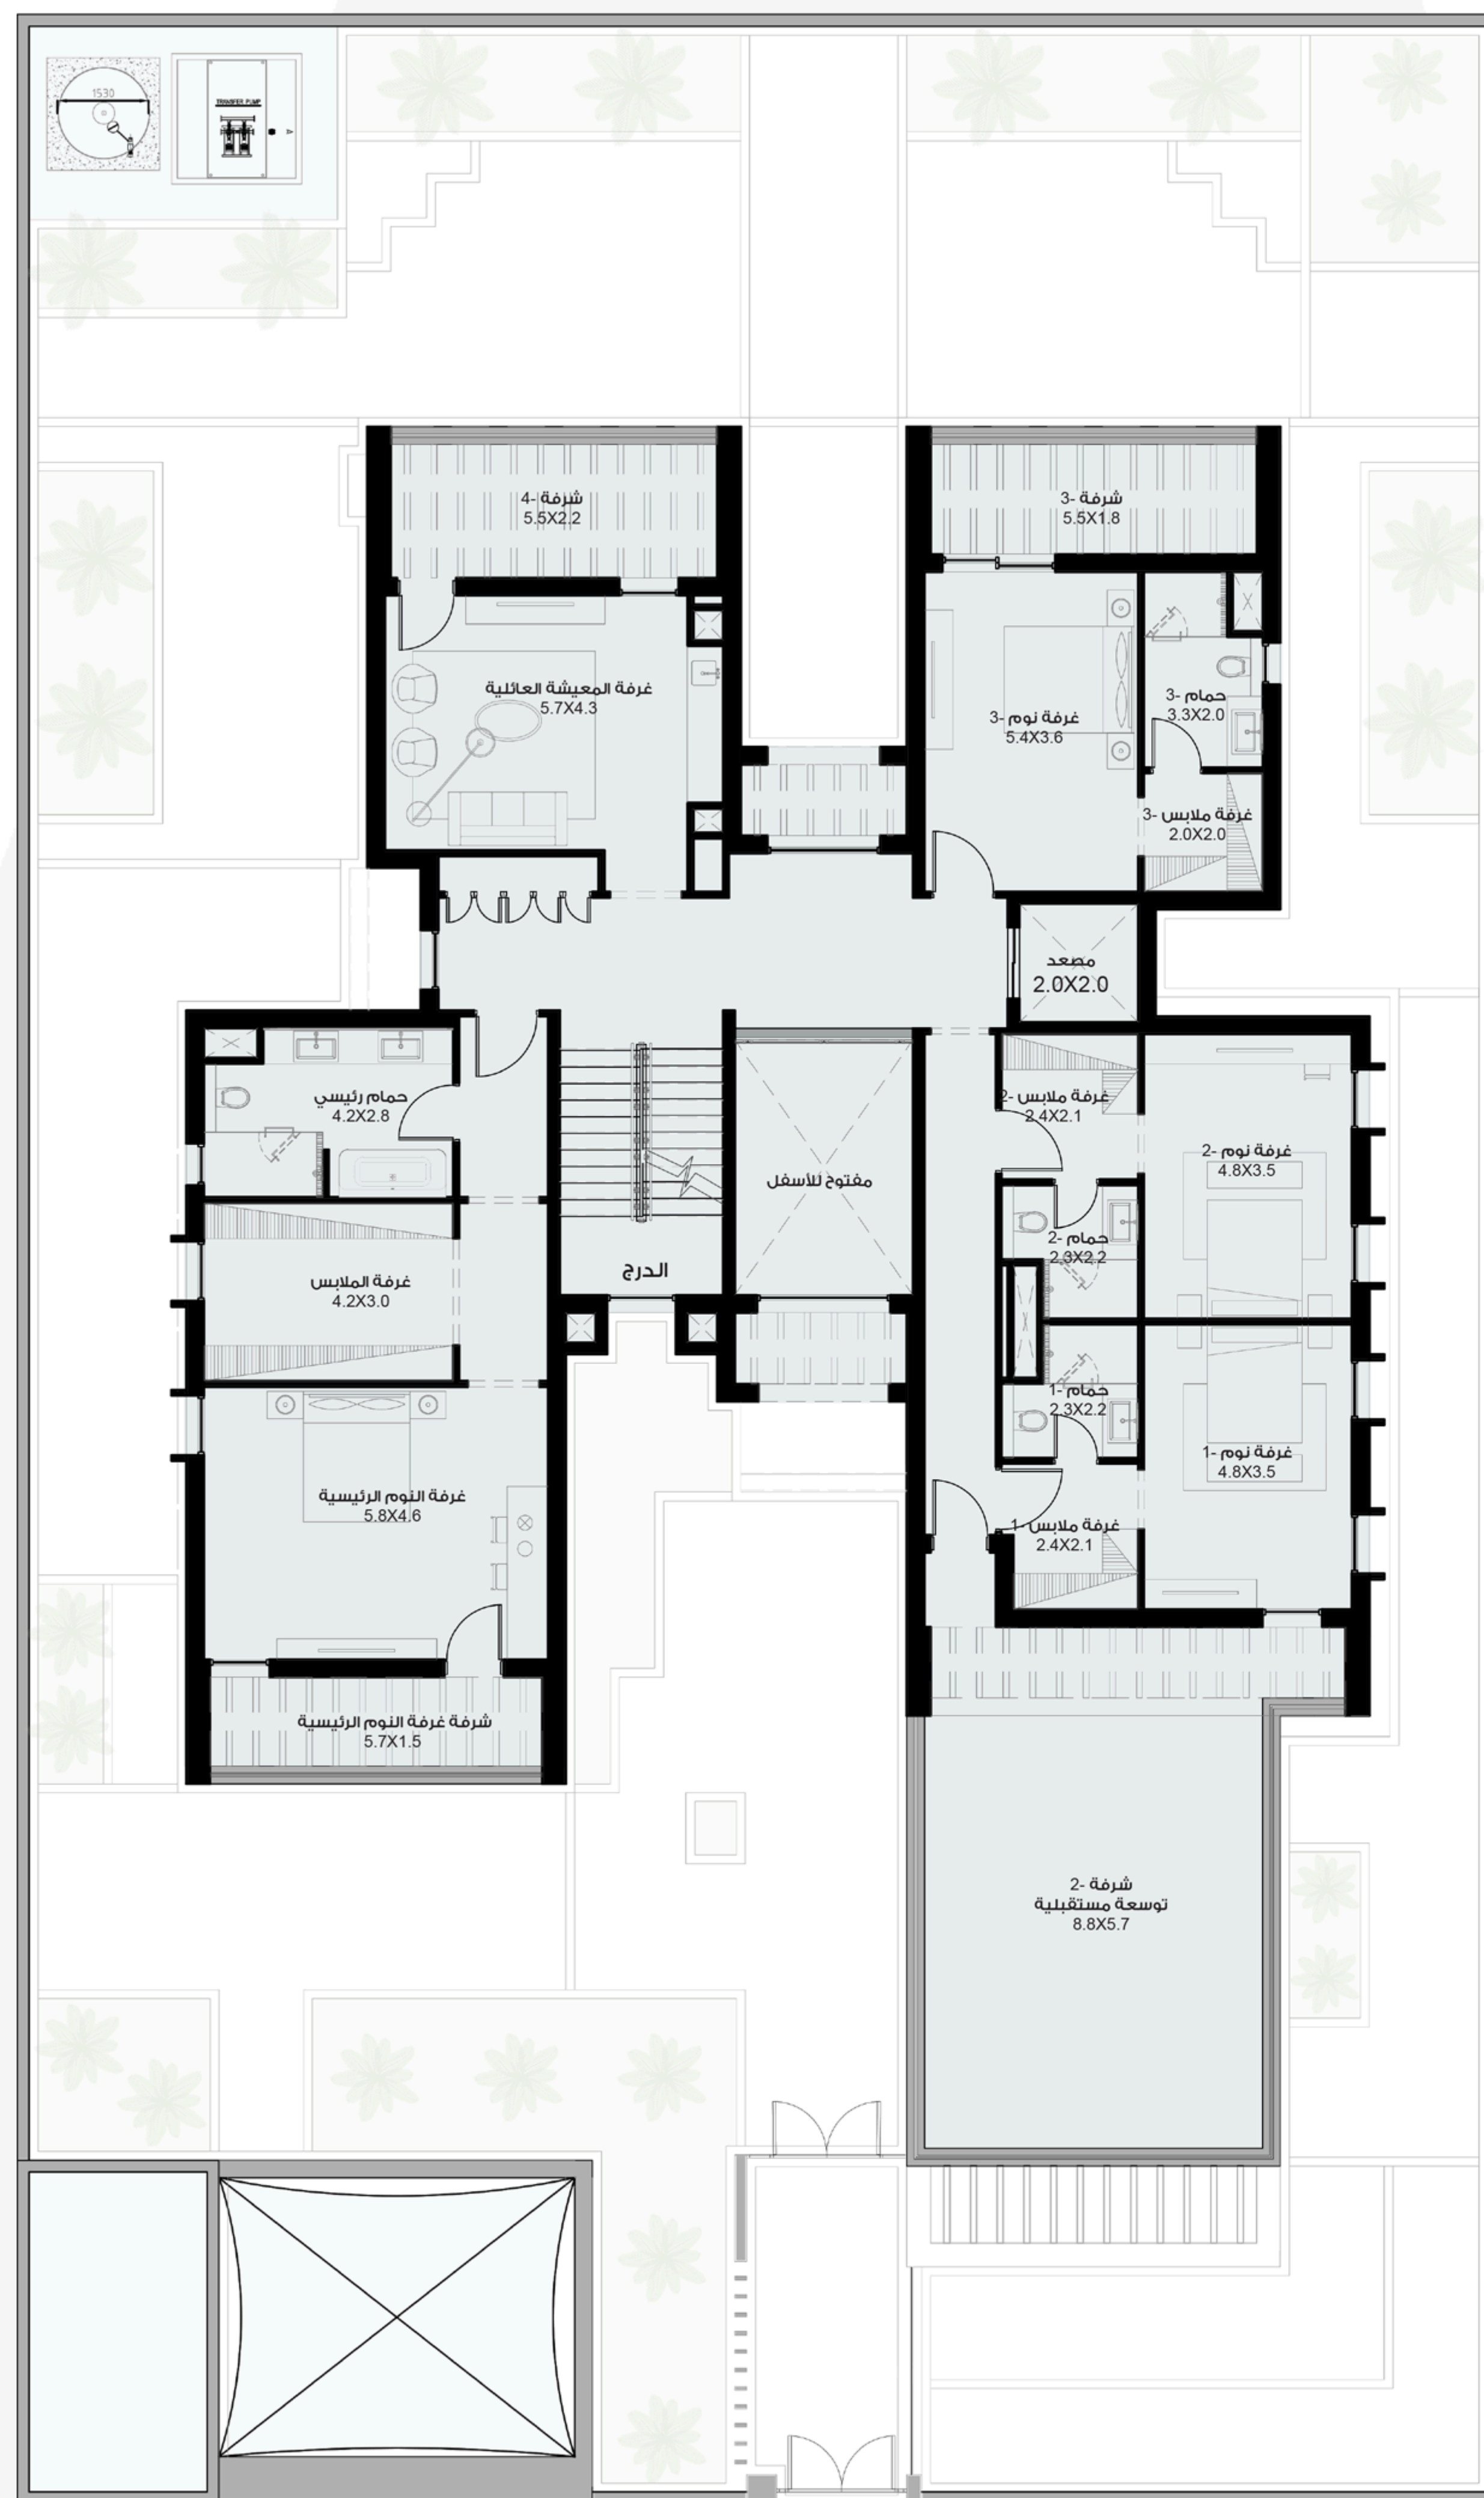 1530
TRANSFER PUMP
شرفة -4
5.5X2.2
شرفة -3
5.5X1.8
غرفة المعيشة العائلية
5.7X4.3
غرفة نوم -3
5.4X3.6
حمام -3
3.3X2.0
غرفة ملابس -3
2.0X2.0
مصعد
2.0X2.0
حمام رئيسي
4.2X2.8
غرفة ملابس -2
2.4X2.1
غرفة نوم -2
4.8X3.5
مفتوح للأسفل
حمام -2
2.3X2.2
الدرج
غرفة الملابس
4.2X3.0
حمام -1
2.3X2.2
غرفة نوم -1
4.8X3.5
غرفة النوم الرئيسية
5.8X4.6
غرفة ملابس -1
2.4X2.1
شرفة غرفة النوم الرئيسية
5.7X1.5
شرفة -2
توسعة مستقبلية
8.8X5.7